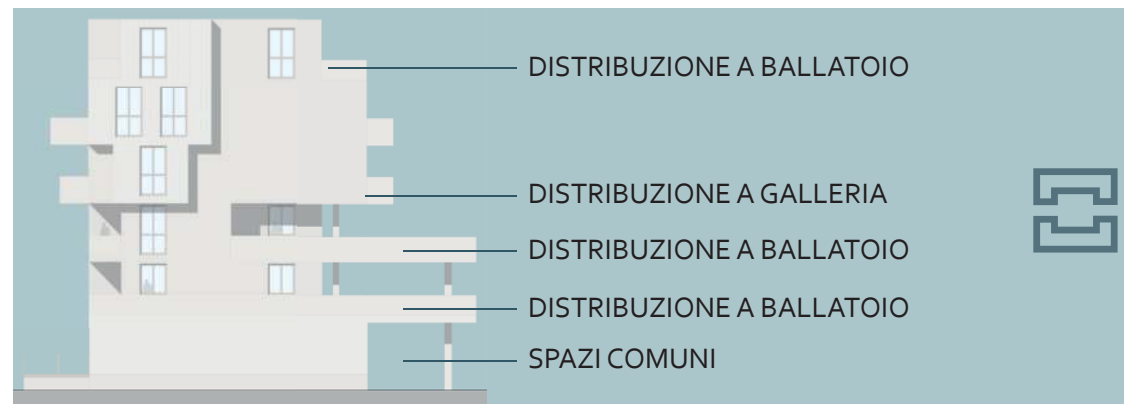 DISTRIBUZIONE A BALLATOIO
DISTRIBUZIONE A GALLERIA
DISTRIBUZIONE A BALLATOIO
DISTRIBUZIONE A BALLATOIO
SPAZI COMUNI